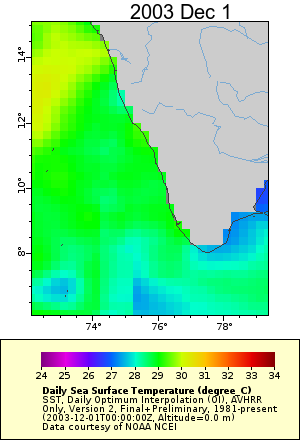 2003 Dec 1
14°
12°
10°
8°
74°
76°
78°
24 25 26 27 28 29 30 31 32 33 34
Daily Sea Surface Temperature (degree_C)
SST, Daily Optimum Interpolation (OI), AVHRR
Only, Version 2, Final+Preliminary, 1981-present
(2003-12-01T00:00:00Z, Altitude=0.0 m)
Data courtesy of NOAA NCEI